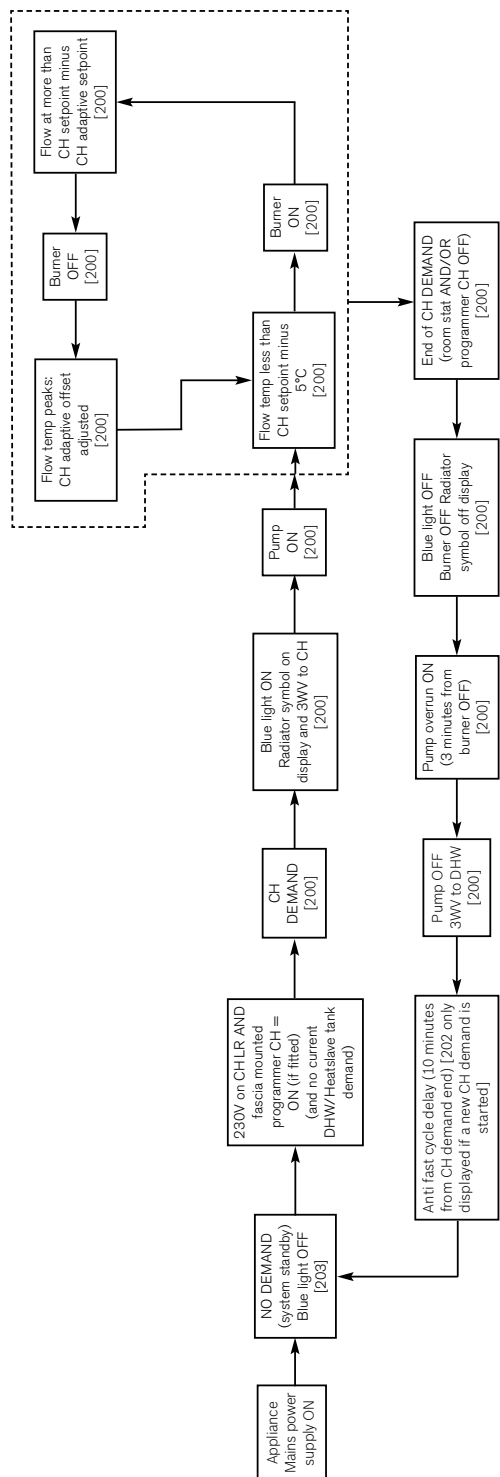 Appliance
Mains power
supply ON
NO DEMAND
(system standby)
Blue light OFF
[203]
230V on CH LR AND
fascia mounted
programmer CH =
ON (if fitted)
(and no current
DHW/Heatslave tank
demand)
CH
DEMAND
[200]
Blue light ON
Radiator symbol on
display and 3WV to CH
[200]
Pump
ON
[200]
Flow temp less than
CH setpoint minus
5°C
[200]
Burner
ON
[200]
Flow at more than
CH setpoint minus
CH adaptive setpoint
[200]
Burner
OFF
[200]
Flow temp peaks:
CH adaptive offset
adjusted
[200]
End of CH DEMAND
(room stat AND/OR
programmer CH OFF)
[200]
Blue light OFF
Burner OFF Radiator
symbol off display
[200]
Pump overrun ON
(3 minutes from
burner OFF)
[200]
Pump OFF
3WV to DHW
[200]
Anti fast cycle delay (10 minutes
from CH demand end) [202 only
displayed if a new CH demand is
started]